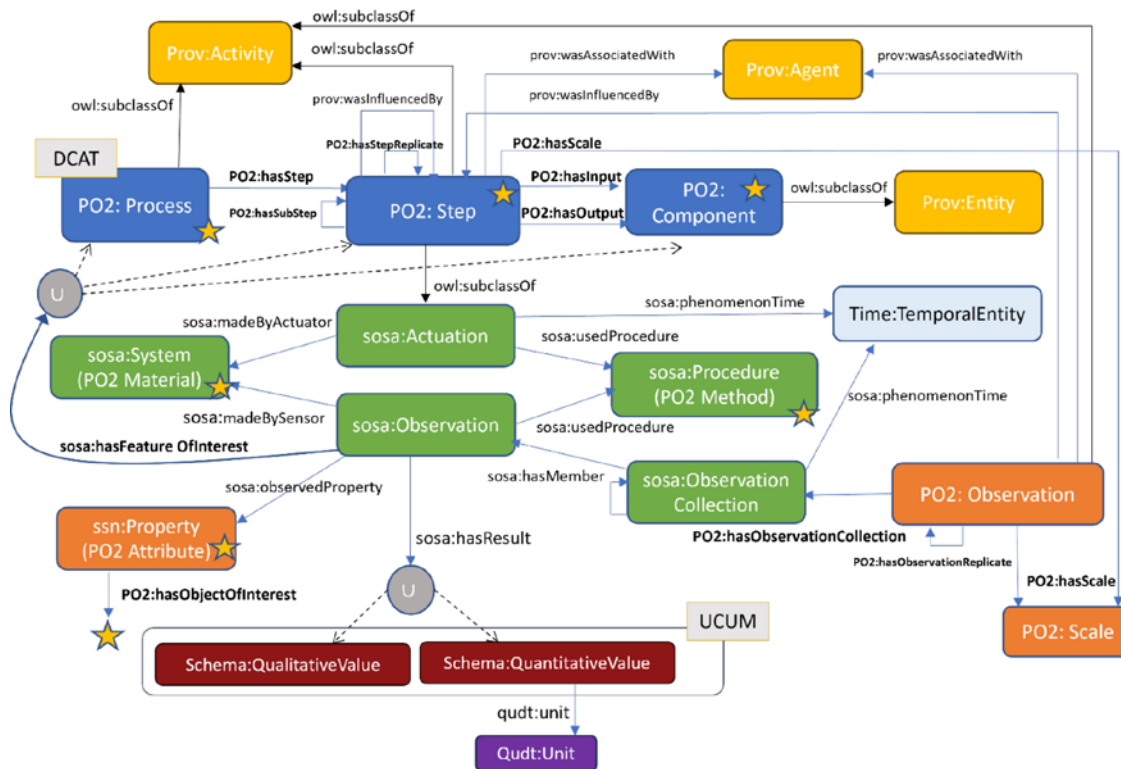 owl:subclassOf
Prov:Activity
owl:subclassOf
prov:wasAssociatedWith
Prov:Agent
prov:wasAssociatedWith
owl:subclassOf
prov:wasInfluencedBy
prov:wasInfluencedBy
DCAT
PO2:hasStepReplicate
PO2:hasScale
PO2: Process
PO2:hasStep
PO2:hasSubStep
PO2: Step
PO2:hasInput
PO2:hasOutput
PO2:
Component
owl:subclassOf
Prov:Entity
U
owl:subclassOf
sosa:madeByActuator
sosa:Actuation
sosa:phenomenonTime
Time:TemporalEntity
sosa:usedProcedure
sosa:System
(PO2 Material)
sosa:Procedure
(PO2 Method)
sosa:phenomenonTime
sosa:madeBySensor
sosa:Observation
sosa:usedProcedure
sosa:hasFeature OfInterest
sosa:hasMember
sosa:Observation
Collection
PO2: Observation
sosa:observedProperty
ssn:Property
(PO2 Attribute)
sosa:hasResult
PO2:hasObservationCollection
PO2:hasObservationReplicate
PO2:hasScale
PO2:hasObjectOfInterest
U
UCUM
PO2: Scale
Schema:QualitativeValue
Schema:QuantitativeValue
qudt:unit
Qudt:Unit